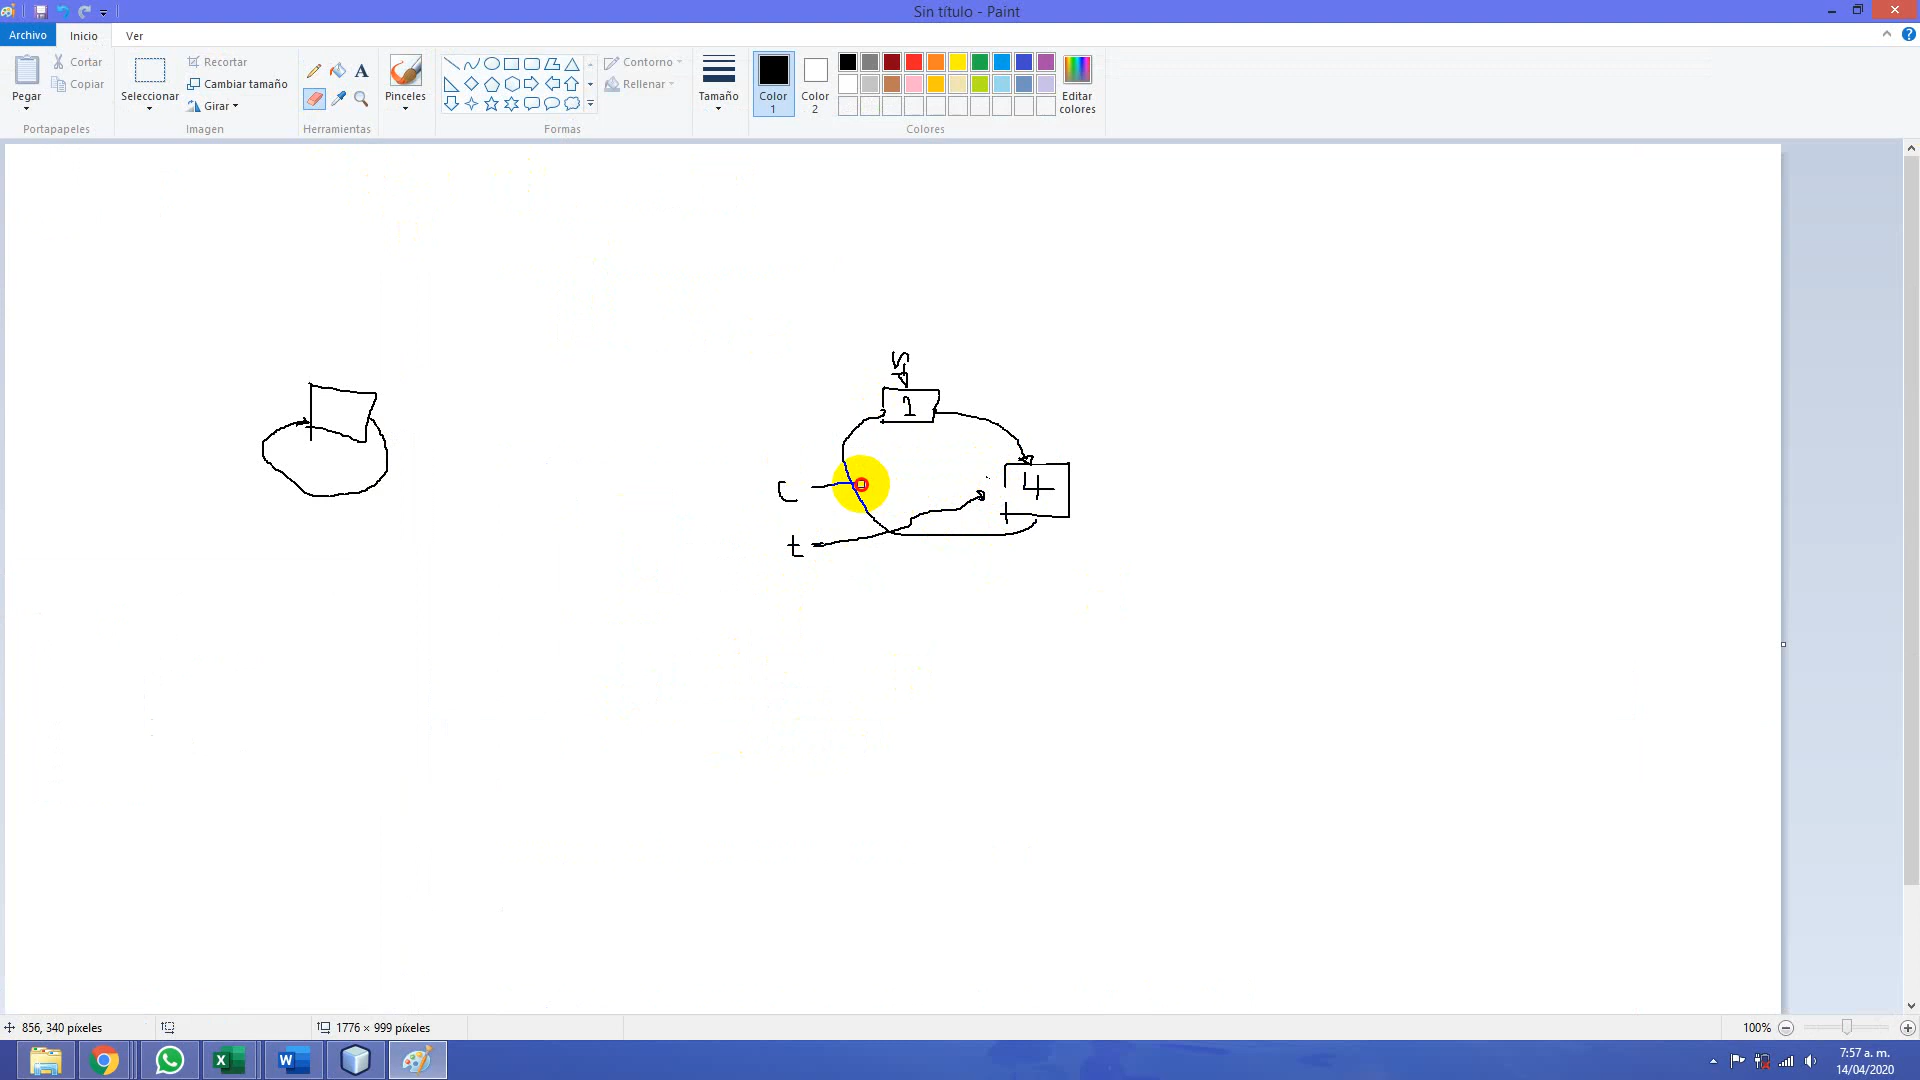 Sin título - Paint
Archivo Inicio Ver
Pegar
Cortar
Copiar
Portapapeles
Seleccionar
Recortar
Cambiar tamaño
Girar
Imagen
A
Herramientas
Pinceles
Contorno
Rellenar
Formas
Tamaño
Color 1
Color 2
Editar colores
Colores
S
1
4
C
t
856, 340 píxeles
1776 × 999 píxeles
100%
7:57 a. m.
14/04/2020